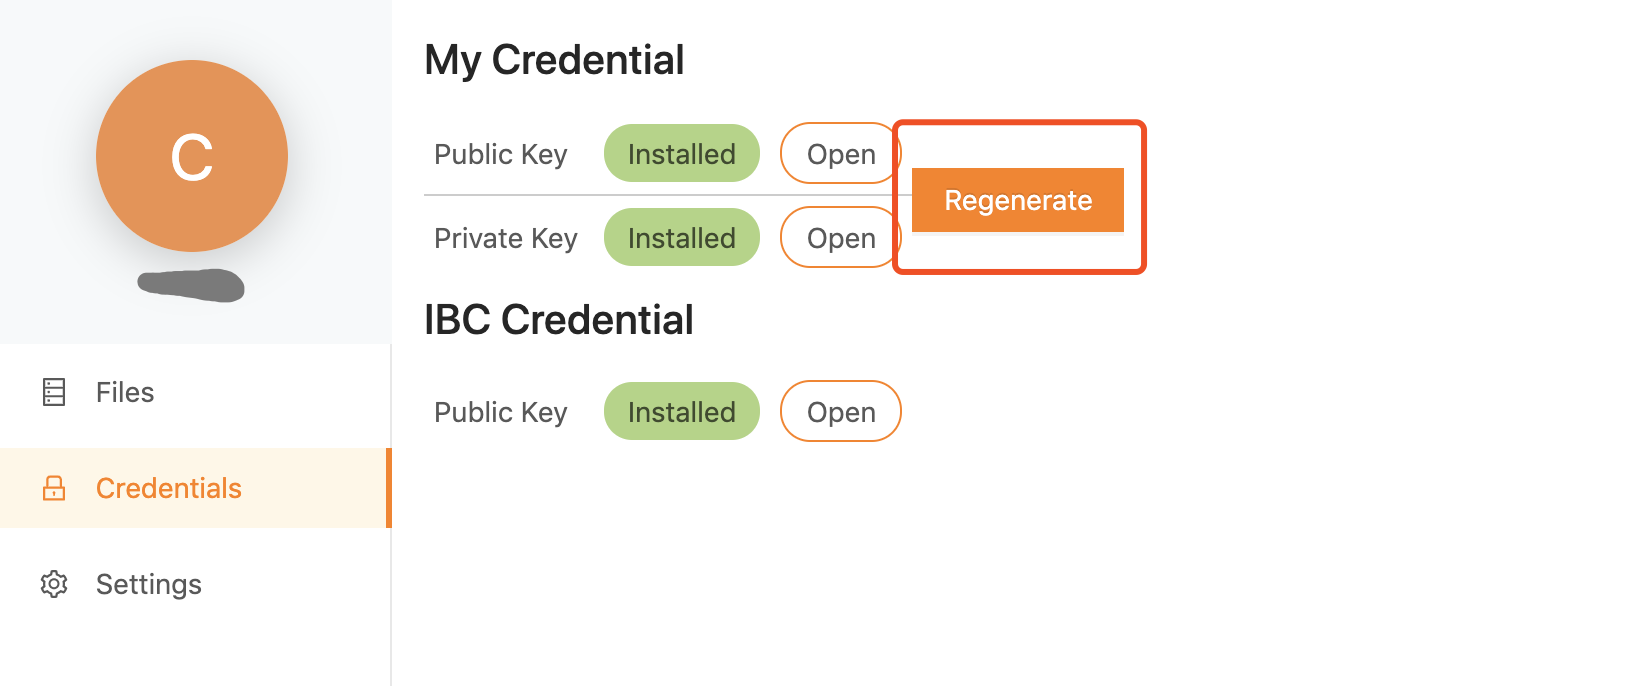 C
Files
Credentials
Settings
My Credential
Public Key Installed Open
Regenerate
Private Key Installed Open
IBC Credential
Public Key Installed Open